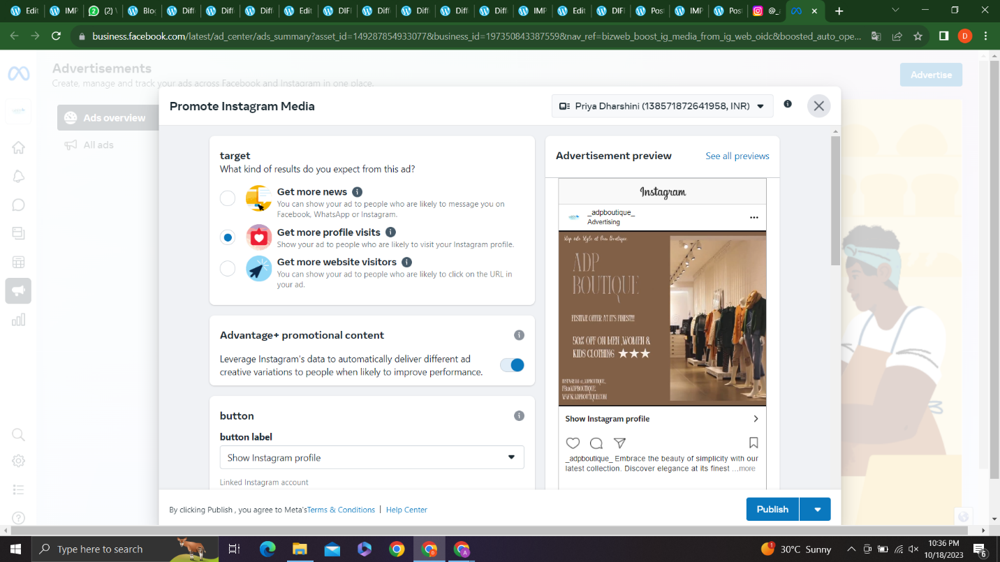 Edit
IMP
(2)
Bloc
Diff
Diff
Diff
Edit
DIFF
Diff
Diff
Diff
Diff
IMP
Edit
DIFF
Pos
IMP
Pos
@_
business.facebook.com/latest/ad_center/ads_summary?asset_id=149287854933077&business_id=1973508433887559&nav_ref=bizweb_boost_ig_media_from_ig_web_oidc&boosted_auto_ope...
D
Advertisements
Create, manage and track your ads across Facebook and Instagram in one place.
Advertise
Ads overview
All ads
Promote Instagram Media
Priya Dharshini (138571872641958, INR)
target
What kind of results do you expect from this ad?
Get more news
You can show your ad to people who are likely to message you on
Facebook, WhatsApp or Instagram.
Get more profile visits
Show your ad to people who are likely to visit your Instagram profile.
Get more website visitors
You can show your ad to people who are likely to click on the URL in
your ad.
Advantage+ promotional content
Leverage Instagram's data to automatically deliver different ad
creative variations to people when likely to improve performance.
button
button label
Show Instagram profile
Linked Instagram account
Advertisement preview
See all previews
Instagram
_adpboutique_
Advertising
Step into Style at Our Boutique
ADP
BOUTIQUE
FESTIVE OFFER AT IT'S FINEST!!!
50% OFF ON MEN ,WOMEN &
KIDS CLOTHING ★★★
INSTAGRAM:@_ADPBOUTIQUE_
FB:@ADPBOUTIQUE
WWW.ADPBOUTIQUE.COM
Show Instagram profile
_adpboutique_ Embrace the beauty of simplicity with our
latest collection. Discover elegance at its finest ...more
By clicking Publish , you agree to Meta'sTerms & Conditions | Help Center
Publish
Type here to search
30°C Sunny
10:36 PM
10/18/2023
6